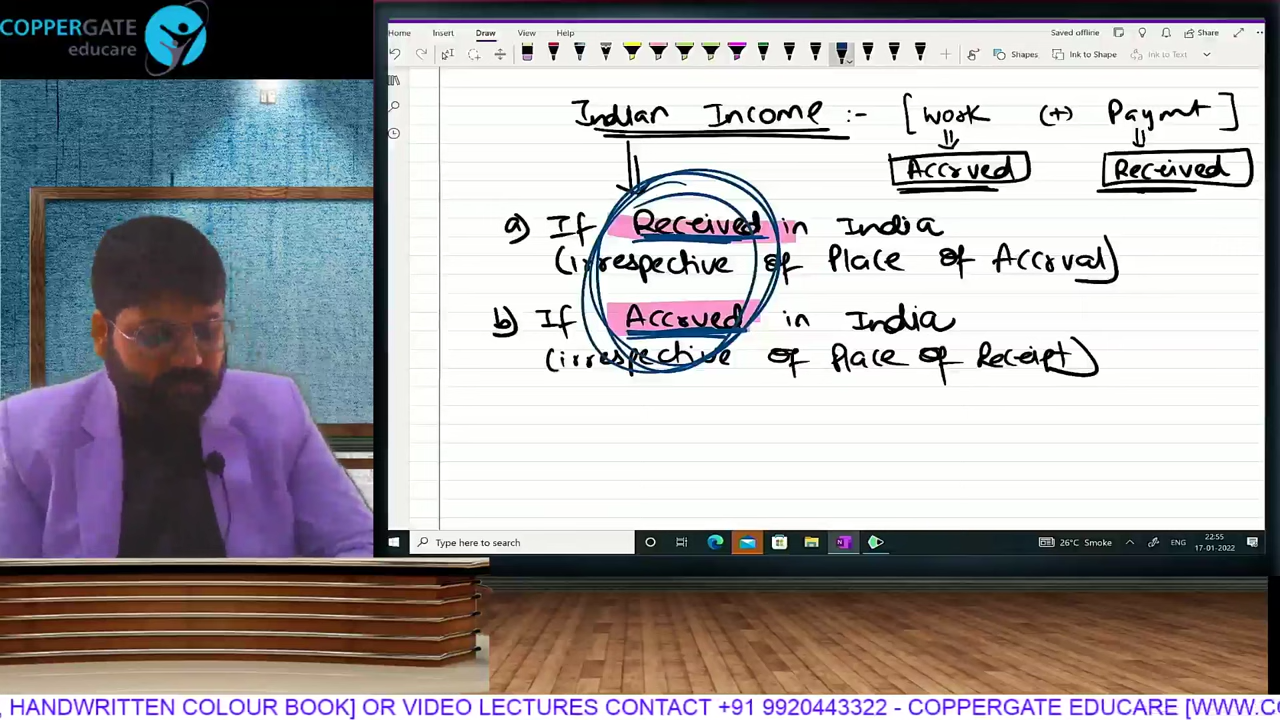 COPPERGATE
educare
Home Insert Draw View Help
Saved offline
Share
Shapes
Ink to Shape
Ink to Text
Indian Income :- [Work (+) Paymt]
Accrued Received
a) If Received in India
(irrespective of Place of Accrual)
b) If Accrued in India
(irrespective of Place of Receipt)
Type here to search
26°C Smoke
ENG
22:55
17-01-2022
, HANDWRITTEN COLOUR BOOK] OR VIDEO LECTURES CONTACT +91 9920443322 - COPPERGATE EDUCARE [WWW.CO